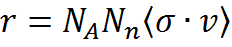 r = N_A N_n⟨σ · v⟩